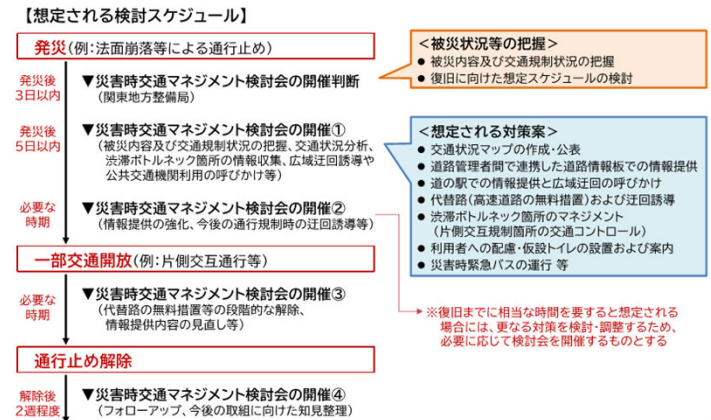 【想定される検討スケジュール】
発災(例：法面崩落等による通行止め)
発災後
3日以内
▼災害時交通マネジメント検討会の開催判断
（関東地方整備局）
発災後
5日以内
▼災害時交通マネジメント検討会の開催①
（被災内容及び交通規制状況の把握、交通状況分析、
渋滞ボトルネック箇所の情報収集、広域迂回誘導や
公共交通機関利用の呼びかけ等）
必要な
時期
▼災害時交通マネジメント検討会の開催②
（情報提供の強化、今後の通行規制時の迂回誘導等）
一部交通開放(例：片側交互通行等)
必要な
時期
▼災害時交通マネジメント検討会の開催③
（代替路の無料措置等の段階的な解除、
情報提供内容の見直し等）
通行止め解除
解除後
2週程度
▼災害時交通マネジメント検討会の開催④
（フォローアップ、今後の取組に向けた知見整理）
＜被災状況等の把握＞
● 被災内容及び交通規制状況の把握
● 復旧に向けた想定スケジュールの検討
＜想定される対策案＞
● 交通状況マップの作成・公表
● 道路管理者間で連携した道路情報板での情報提供
● 道の駅での情報提供と広域迂回の呼びかけ
● 代替路（高速道路の無料措置）および迂回誘導
● 渋滞ボトルネック箇所のマネジメント
（片側交互規制箇所の交通コントロール）
● 利用者への配慮・仮設トイレの設置および案内
● 災害時緊急バスの運行 等
※復旧までに相当な時間を要すると想定される
場合には、更なる対策を検討・調整するため、
必要に応じて検討会を開催するものとする